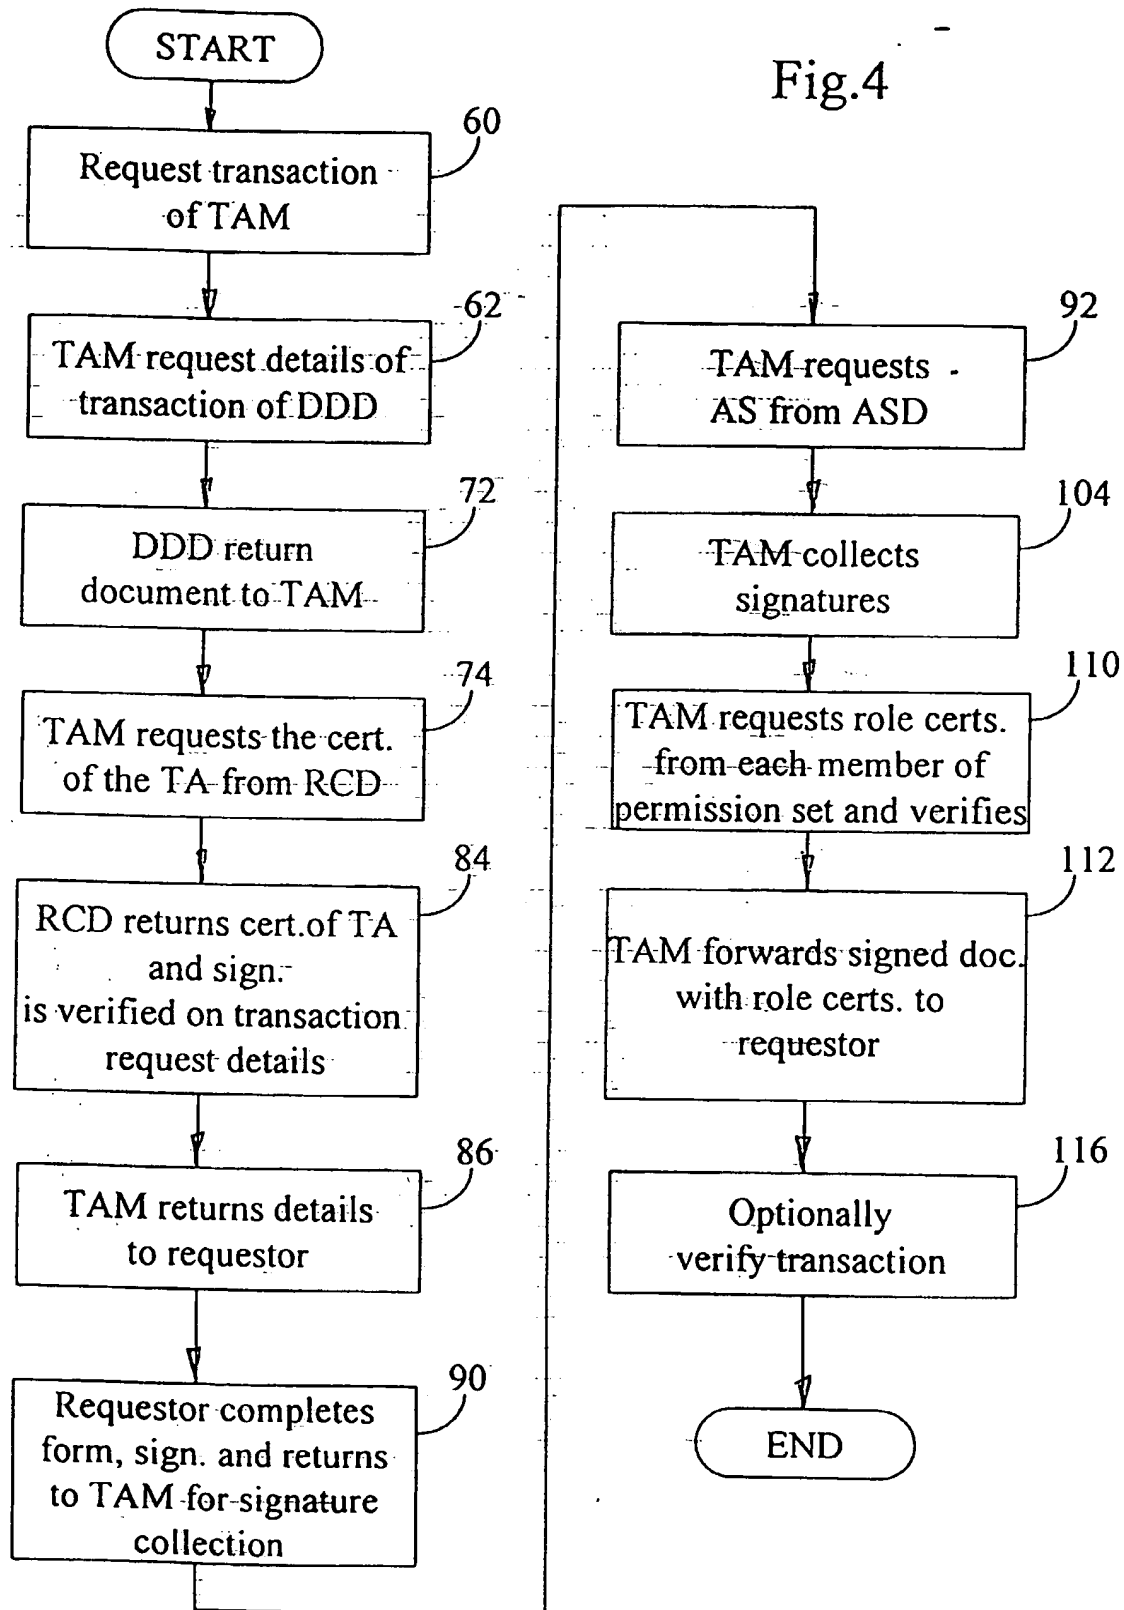 START
Fig.4
60
Request transaction
of TAM
62
TAM request details of
transaction of DDD
72
DDD return
document to TAM
74
TAM requests the cert.
of the TA from RCD
84
RCD returns cert.of TA
and sign.
is verified on transaction
request details
86
TAM returns details
to requestor
90
Requestor completes
form, sign. and returns
to TAM for signature
collection
92
TAM requests
AS from ASD
104
TAM collects
signatures
110
TAM requests role certs.
from each member of
permission set and verifies
112
TAM forwards signed doc.
with role certs. to
requestor
116
Optionally
verify transaction
END